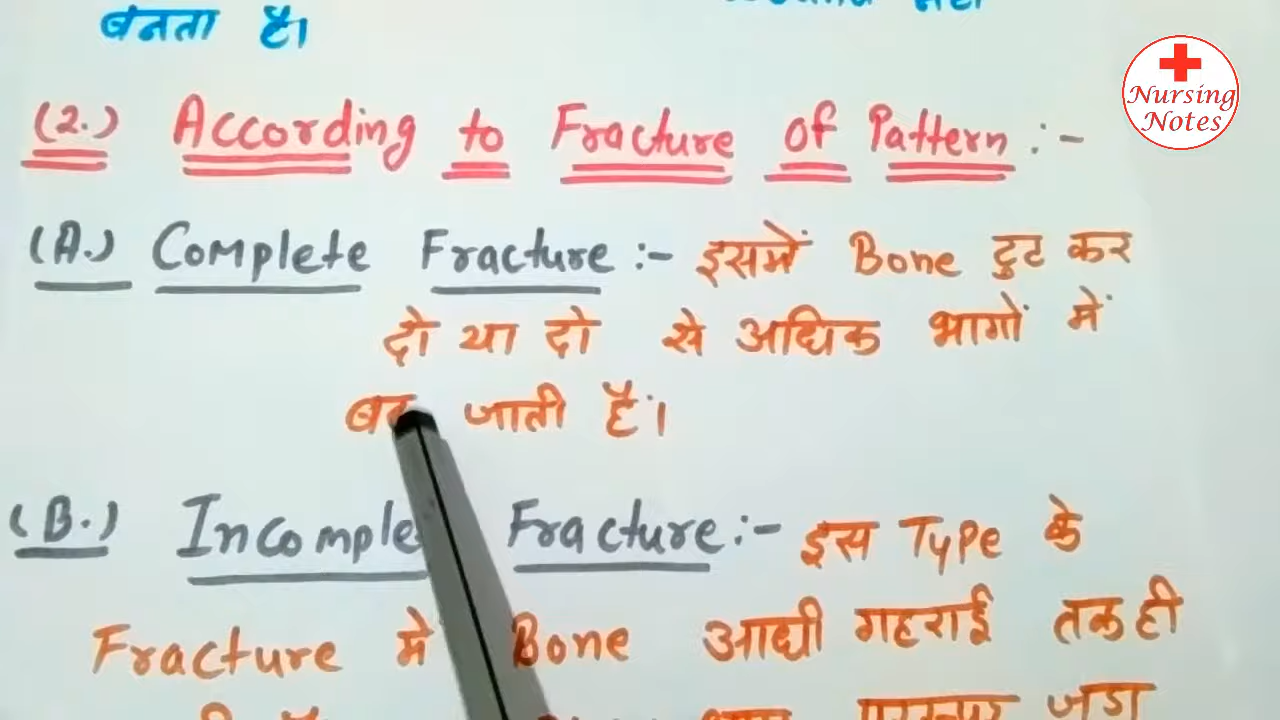 बनता है।
Nursing
Notes
(2.) According to Fracture of Pattern :-
(A.) Complete Fracture :- इसमें Bone टुट कर
दो या दो से अधिक भागों में
जाती है।
(B.) Fracture :- इस Type के
Fracture मे Bone आधी गहराई तक ही